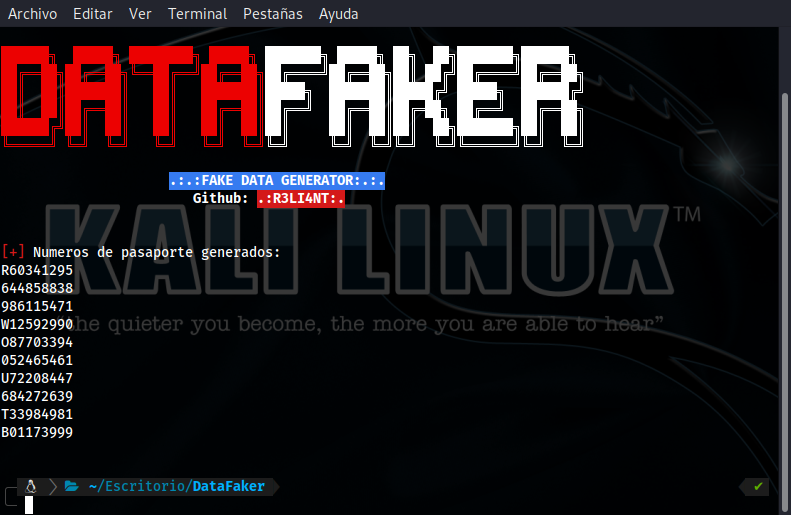 Archivo Editar Ver Terminal Pestañas Ayuda
DATAFAKER
.:.:FAKE DATA GENERATOR:.:.
Github: .:R3LI4NT:.
KALI LINUX™
[+] Numeros de pasaporte generados:
R60341295
644858838
986115471
W12592990
"the quieter you become, the more you are able to hear"
O87703394
052465461
U72208447
684272639
T33984981
B01173999
~/Escritorio/DataFaker